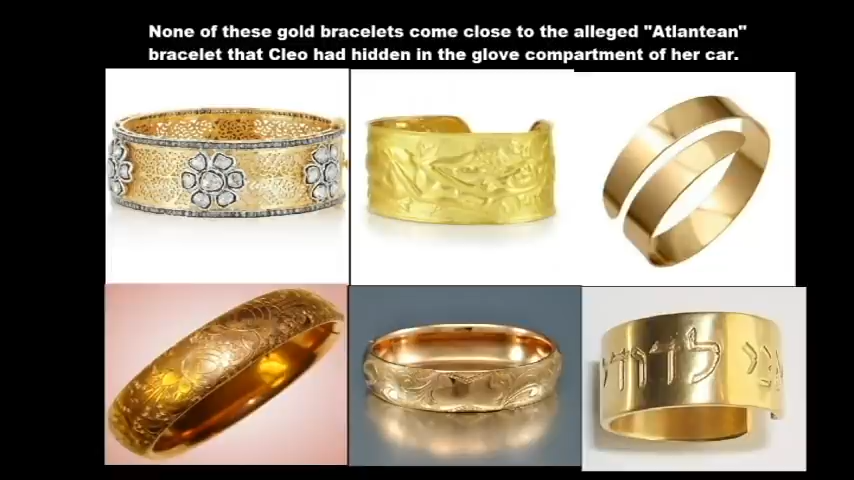 None of these gold bracelets come close to the alleged "Atlantean"
bracelet that Cleo had hidden in the glove compartment of her car.
לדודי